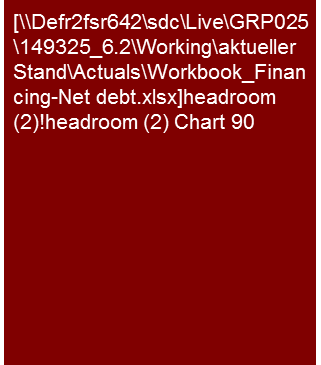 [\\Defr2fsr642\sdc\Live\GRP025
\149325_6.2\Working\aktueller
Stand\Actuals\Workbook_Finan
cing-Net debt.xlsx]headroom
(2)!headroom (2) Chart 90